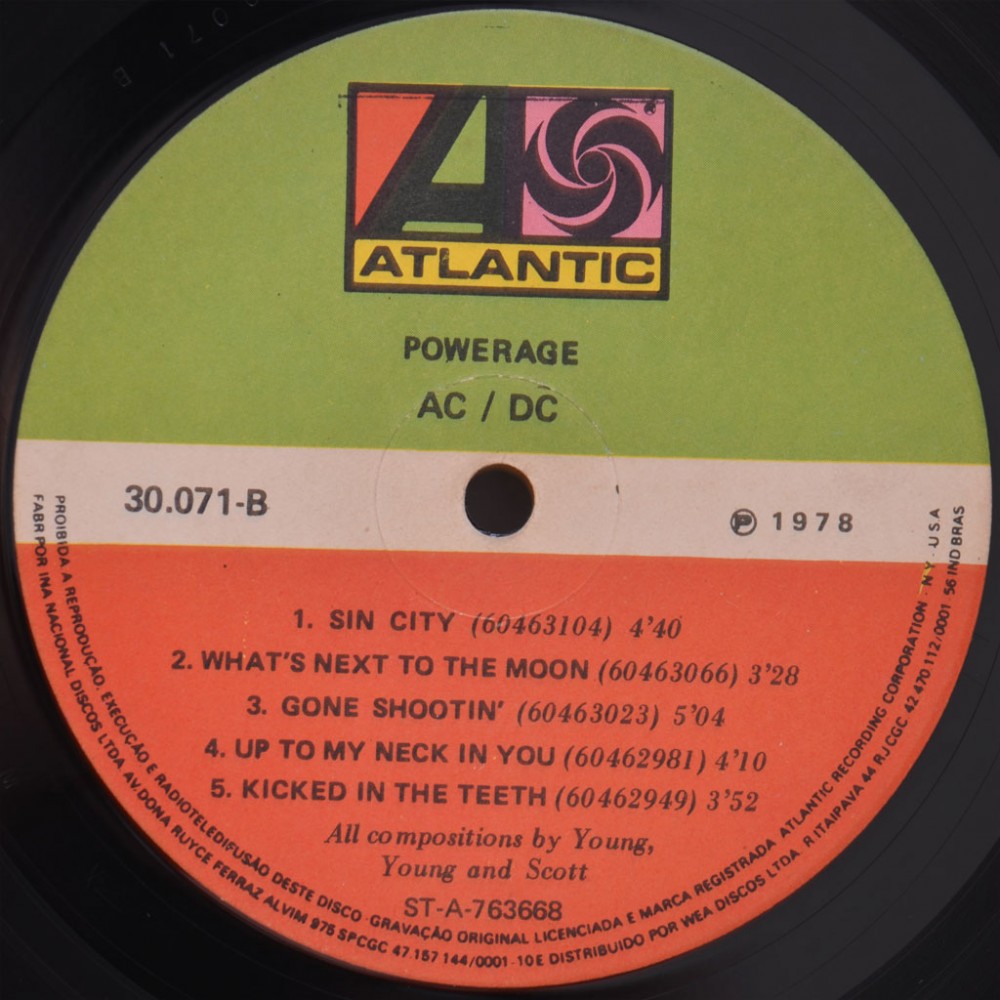 ATLANTIC
POWERAGE
AC / DC
30.071-B
℗ 1978
1. SIN CITY (60463104) 4'40
2. WHAT'S NEXT TO THE MOON (60463066) 3'28
3. GONE SHOOTIN' (60463023) 5'04
4. UP TO MY NECK IN YOU (60462981) 4'10
5. KICKED IN THE TEETH (60462949) 3'52
All compositions by Young,
Young and Scott
ST-A-763668
PROIBIDA A REPRODUÇÃO, EXECUÇÃO E RADIOTELEDIFUSÃO DESTE DISCO - GRAVAÇÃO ORIGINAL LICENCIADA E MARCA REGISTRADA ATLANTIC RECORDING CORPORATION - NY - USA
FABR POR INA NACIONAL DISCOS LTDA AV. DONA RUYCE FERRAZ ALVIM 975 SP CGC 47.157 144/0001-10 E DISTRIBUIDO POR WEA DISCOS LTDA R ITAIPAVA 44 RJ CGC 42 470 112/0001 56 IND BRAS